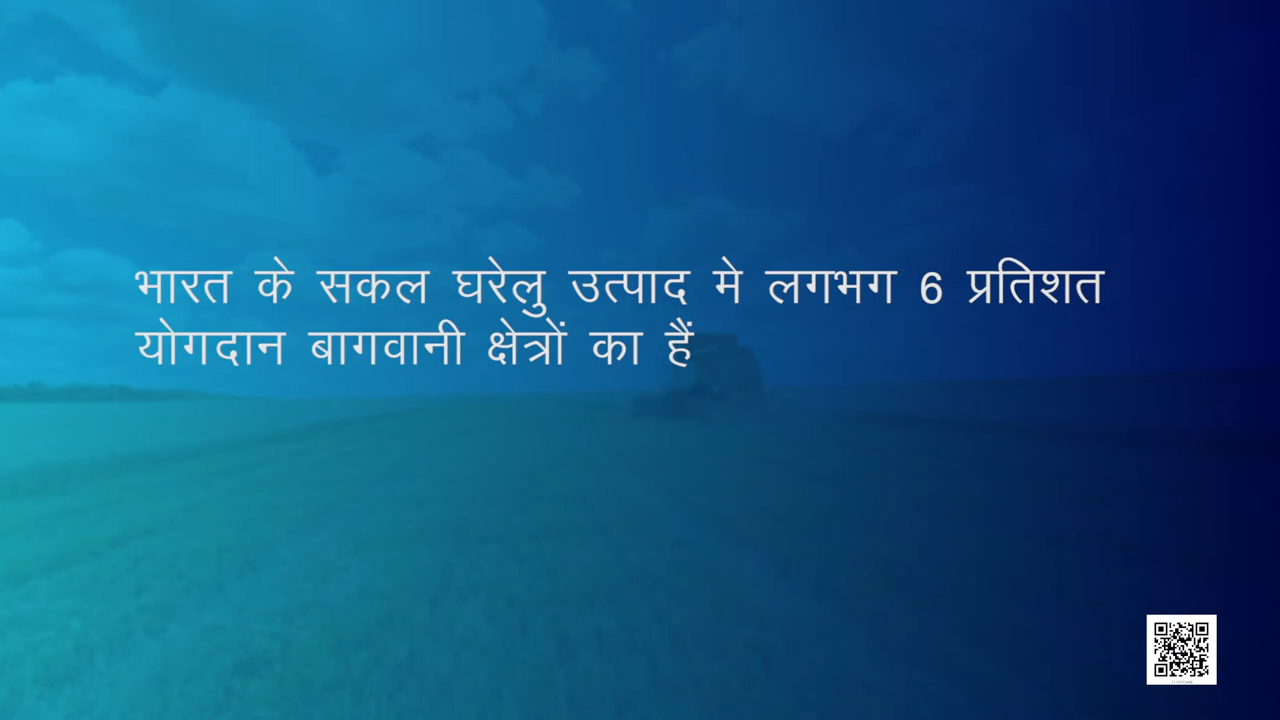 भारत के सकल घरेलु उत्पाद मे लगभग 6 प्रतिशत
योगदान बागवानी क्षेत्रों का हैं